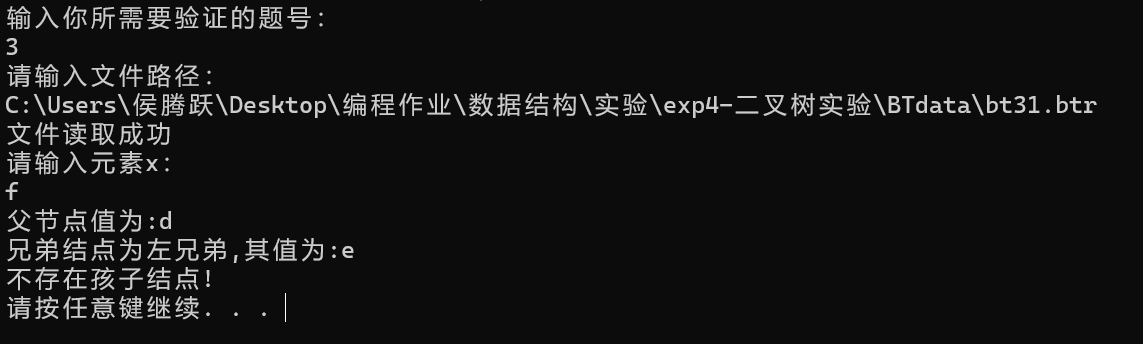 输入你所需要验证的题号:
3
请输入文件路径:
C:\Users\侯腾跃\Desktop\编程作业\数据结构\实验\exp4-二叉树实验\BTdata\bt31.btr
文件读取成功
请输入元素x:
f
父节点值为:d
兄弟结点为左兄弟,其值为:e
不存在孩子结点!
请按任意键继续. . .